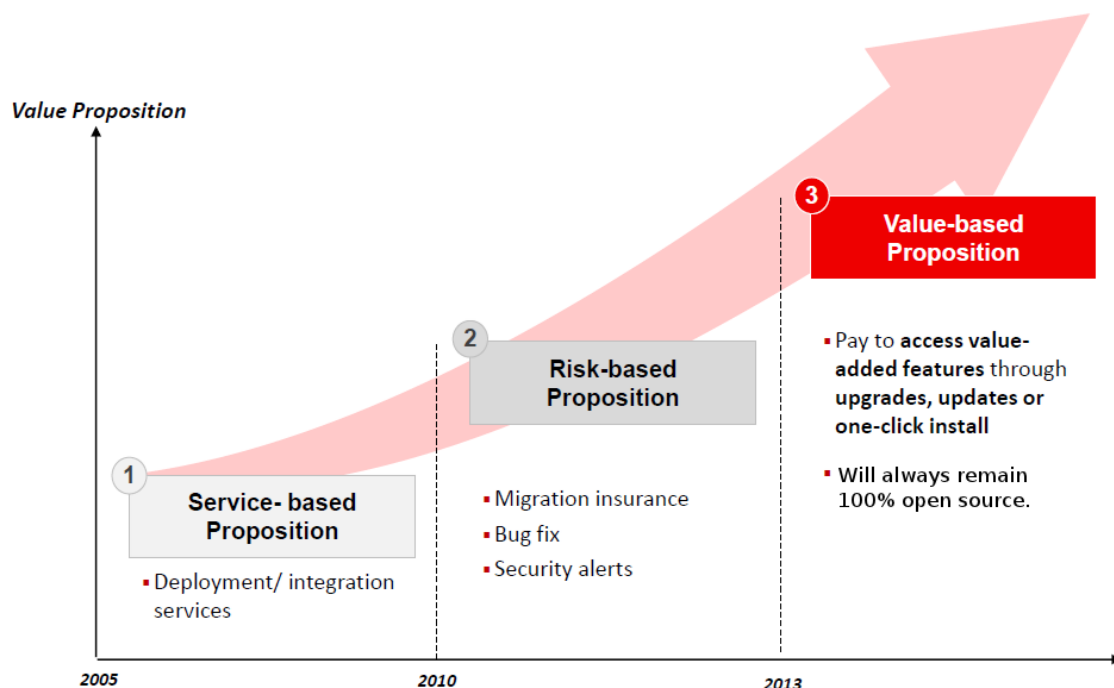 Value Proposition
1
Service- based
Proposition
▪ Deployment/ integration
services
2
Risk-based
Proposition
▪ Migration insurance
▪ Bug fix
▪ Security alerts
3
Value-based
Proposition
▪ Pay to access value-
added features through
upgrades, updates or
one-click install
▪ Will always remain
100% open source.
2005
2010
2013